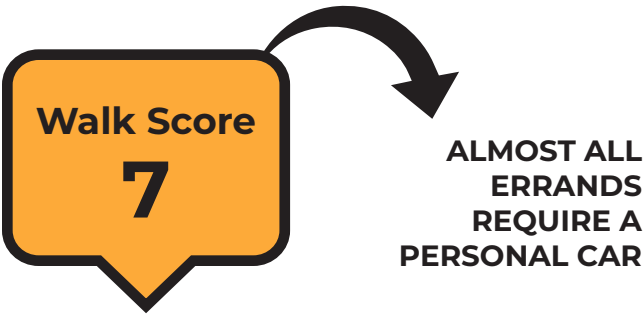 Walk Score
7
ALMOST ALL
ERRANDS
REQUIRE A
PERSONAL CAR